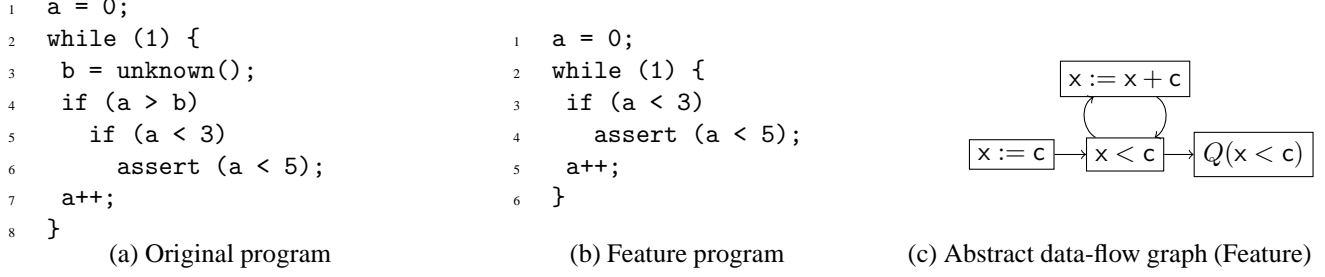 1 a = 0;
2 while (1) {
3 b = unknown();
4 if (a > b)
5 if (a < 3)
6 assert (a < 5);
7 a++;
8 }
(a) Original program
1 a = 0;
2 while (1) {
3 if (a < 3)
4 assert (a < 5);
5 a++;
6 }
(b) Feature program
x := x + c
x := c x < c Q(x < c)
(c) Abstract data-flow graph (Feature)